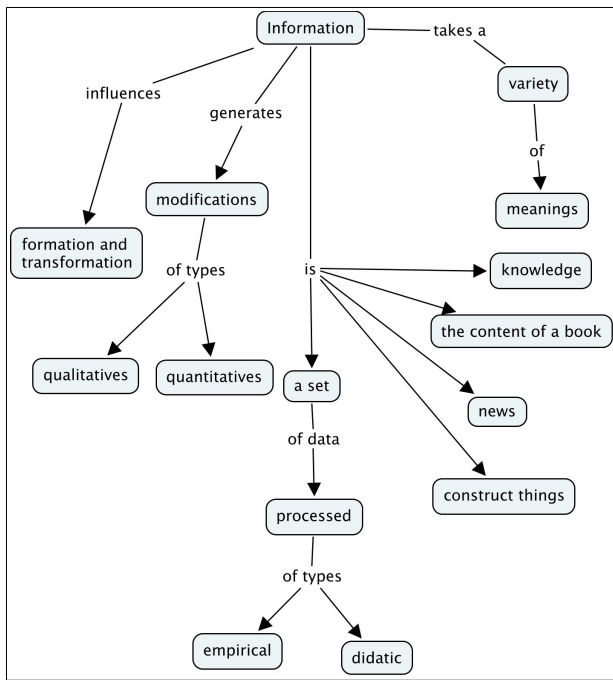 Information
takes a
variety
influences
generates
of
modifications
meanings
formation and
transformation
of types
is
knowledge
the content of a book
qualitatives
quantitatives
a set
news
of data
construct things
processed
of types
empirical
didatic